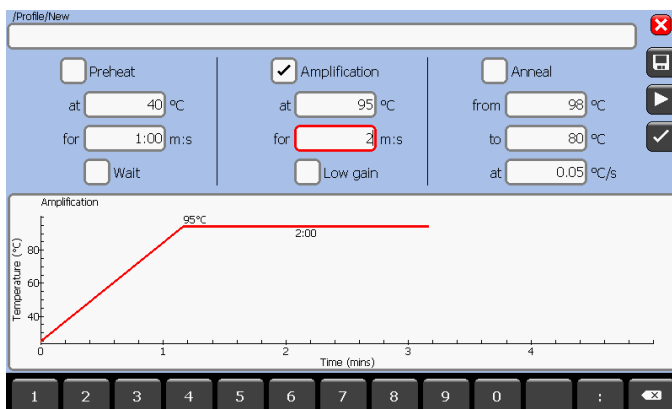 /Profile/New
Preheat
Amplification
Anneal
at 40 °C
at 95 °C
from 98 °C
for 1:00 m:s
for 2 m:s
to 80 °C
Wait
Low gain
at 0.05 °C/s
Amplification
95°C
2:00
Temperature (°C)
80
60
40
0 1 2 3 4
Time (mins)
1 2 3 4 5 6 7 8 9 0 :